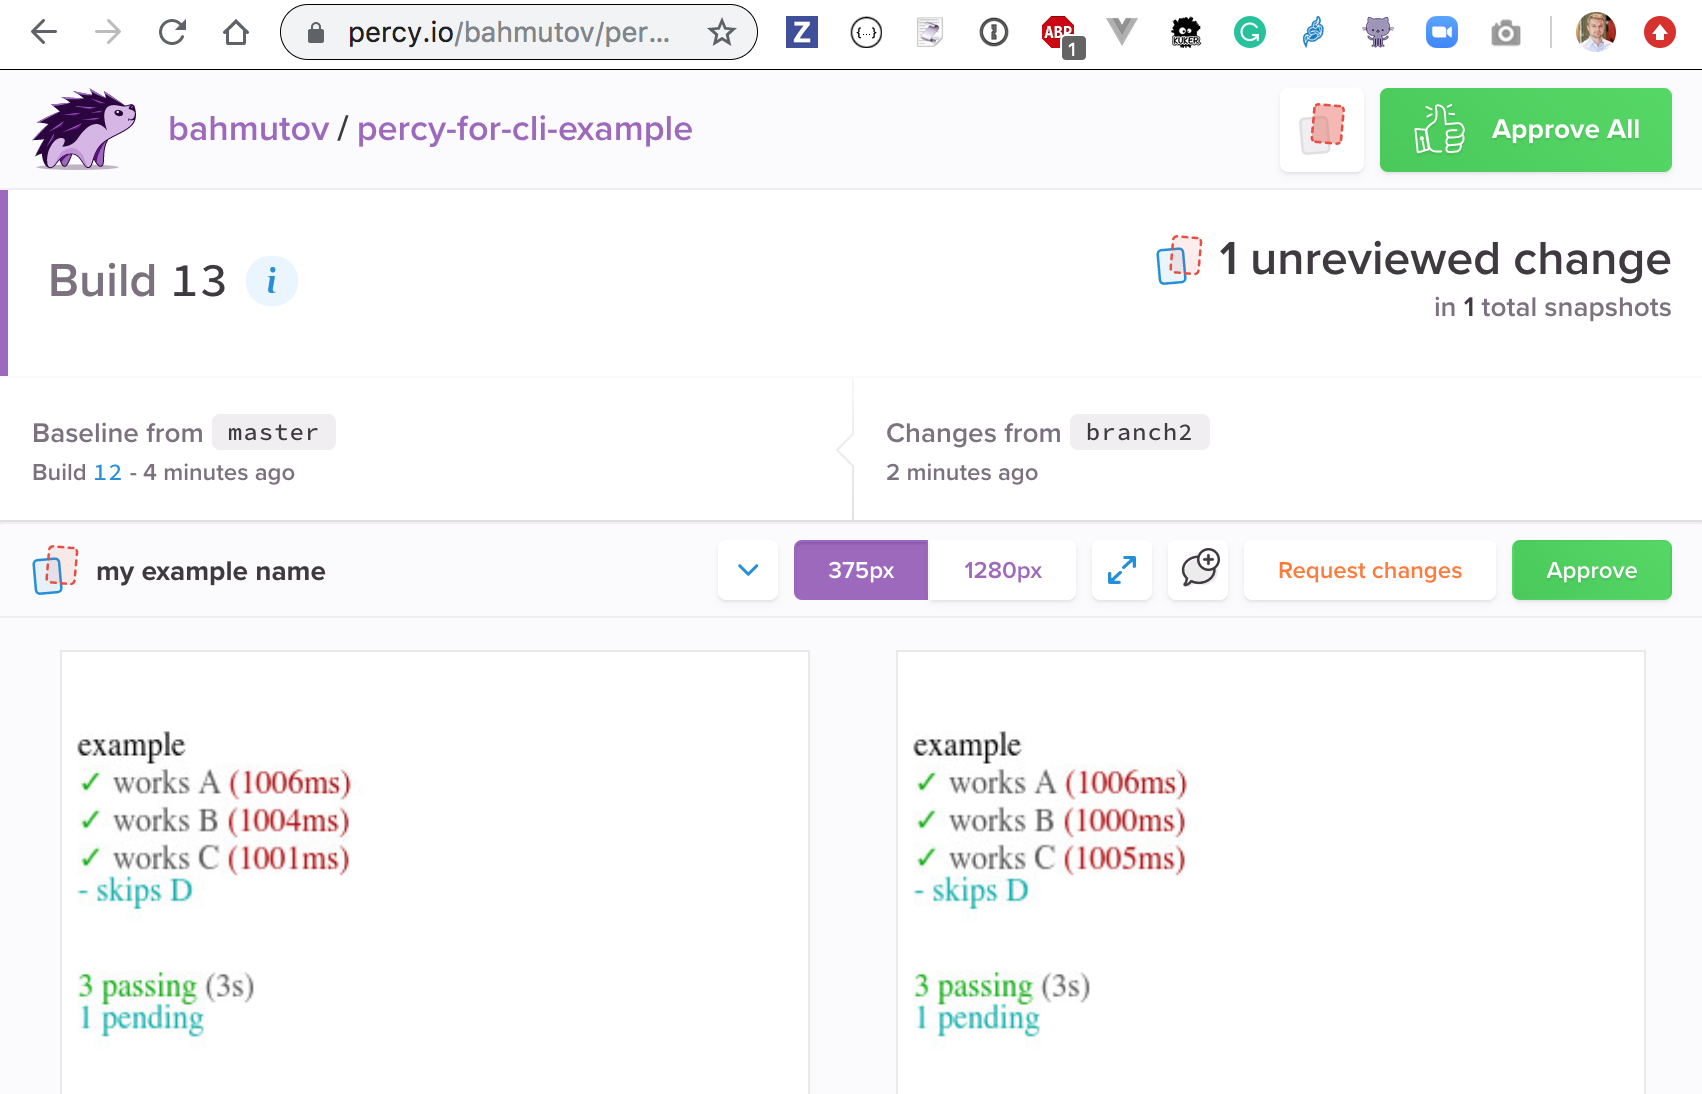 percy.io/bahmutov/per...
Z
{...}
ABP
1
KUKER
G
bahmutov / percy-for-cli-example
Approve All
Build 13 i
1 unreviewed change
in 1 total snapshots
Baseline from master
Build 12 - 4 minutes ago
Changes from branch2
2 minutes ago
my example name
375px
1280px
Request changes
Approve
example
✓ works A (1006ms)
✓ works B (1004ms)
✓ works C (1001ms)
- skips D
3 passing (3s)
1 pending
example
✓ works A (1006ms)
✓ works B (1000ms)
✓ works C (1005ms)
- skips D
3 passing (3s)
1 pending